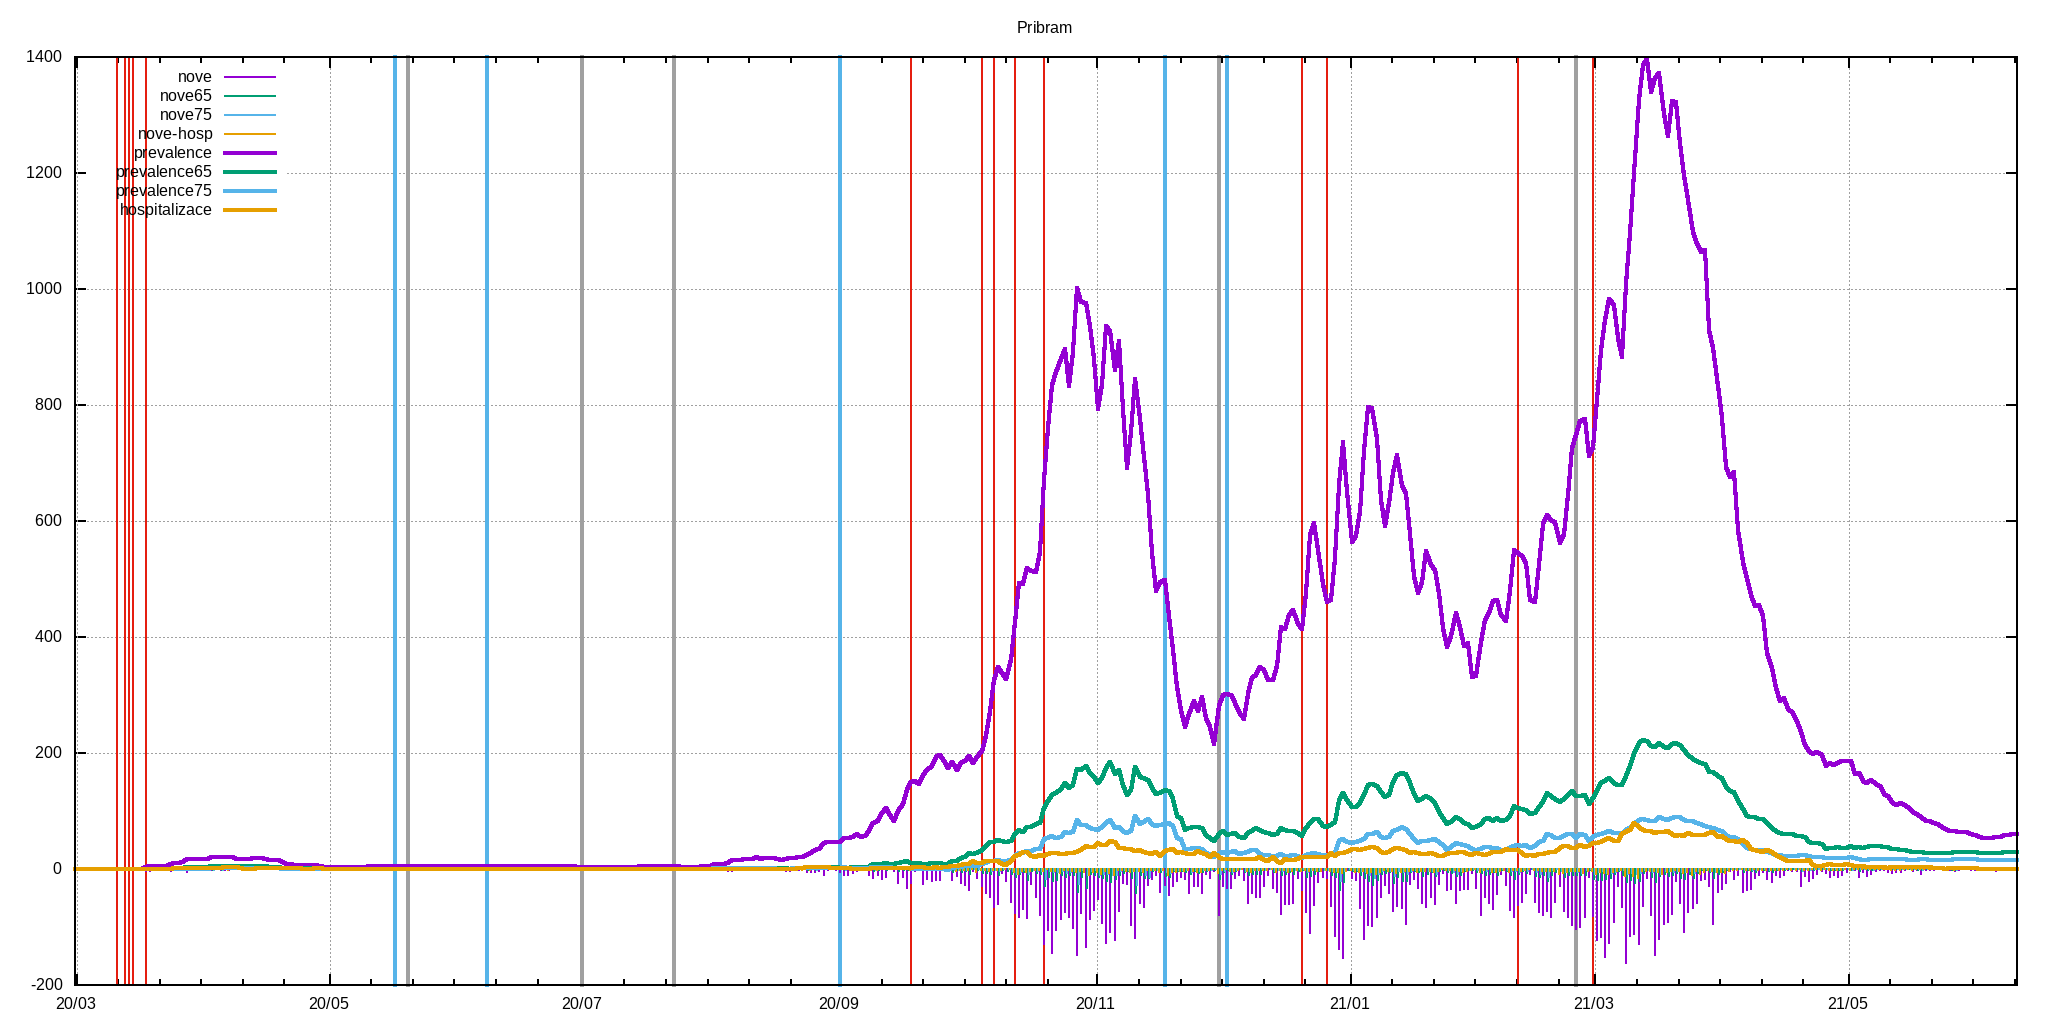 Pribram
1400
1200
1000
800
600
400
200
0
-200
nove
nove65
nove75
nove-hosp
prevalence
prevalence65
prevalence75
hospitalizace
20/03
20/05
20/07
20/09
20/11
21/01
21/03
21/05